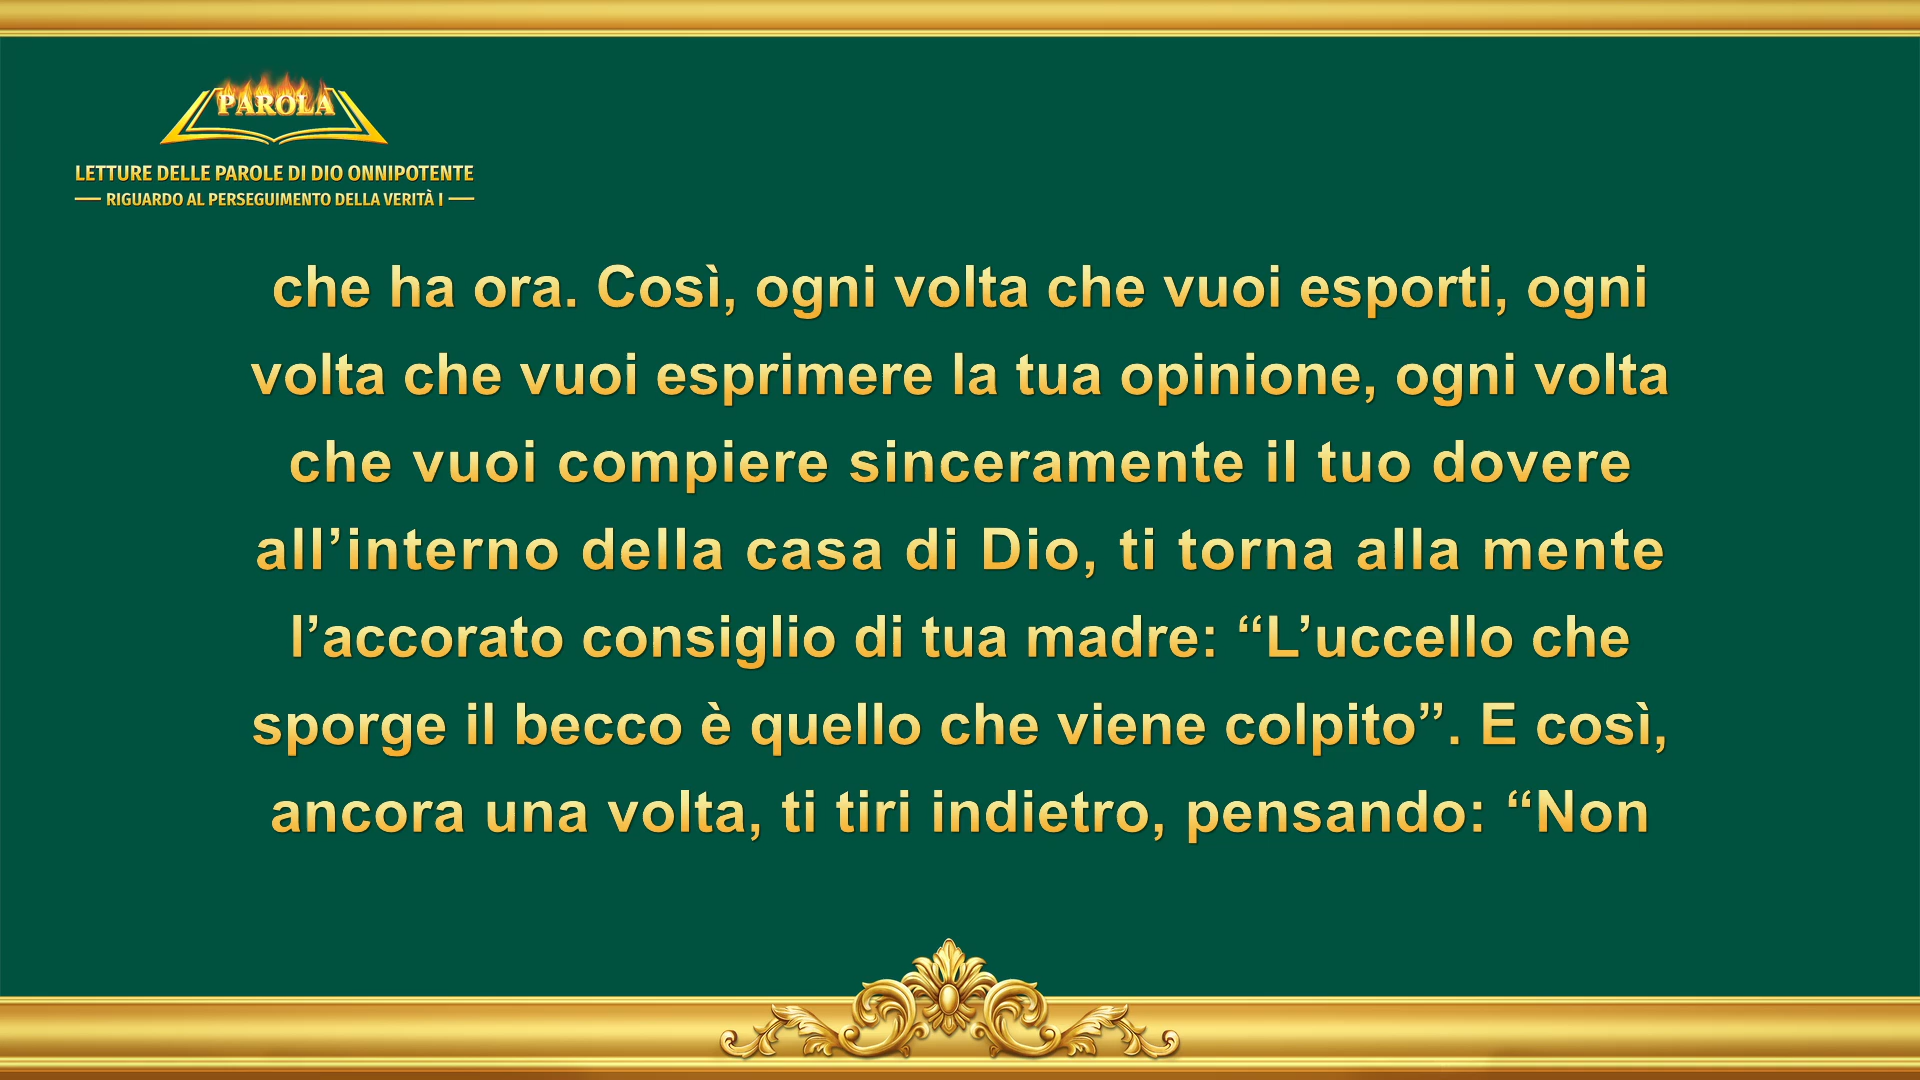 PAROLA
LETTURE DELLE PAROLE DI DIO ONNIPOTENTE
RIGUARDO AL PERSEGUIMENTO DELLA VERITÀ I
che ha ora. Così, ogni volta che vuoi esporti, ogni
volta che vuoi esprimere la tua opinione, ogni volta
che vuoi compiere sinceramente il tuo dovere
all’interno della casa di Dio, ti torna alla mente
l’accorato consiglio di tua madre: “L’uccello che
sporge il becco è quello che viene colpito”. E così,
ancora una volta, ti tiri indietro, pensando: “Non